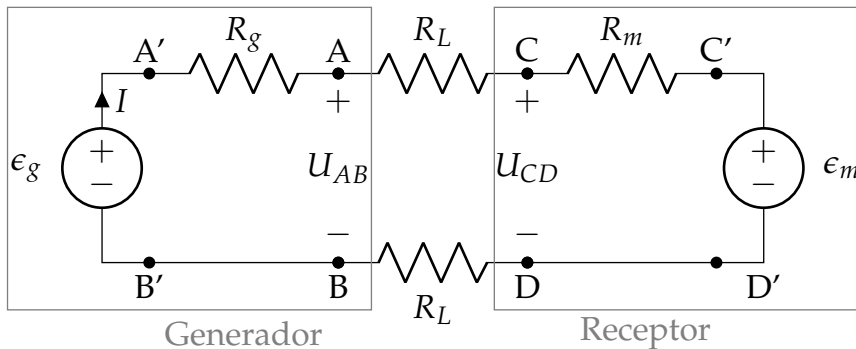 A' R_g A R_L C R_m C'
+ +
I
ϵ_g + − U_AB U_CD + − ϵ_m
− −
B' B R_L D D'
Generador Receptor